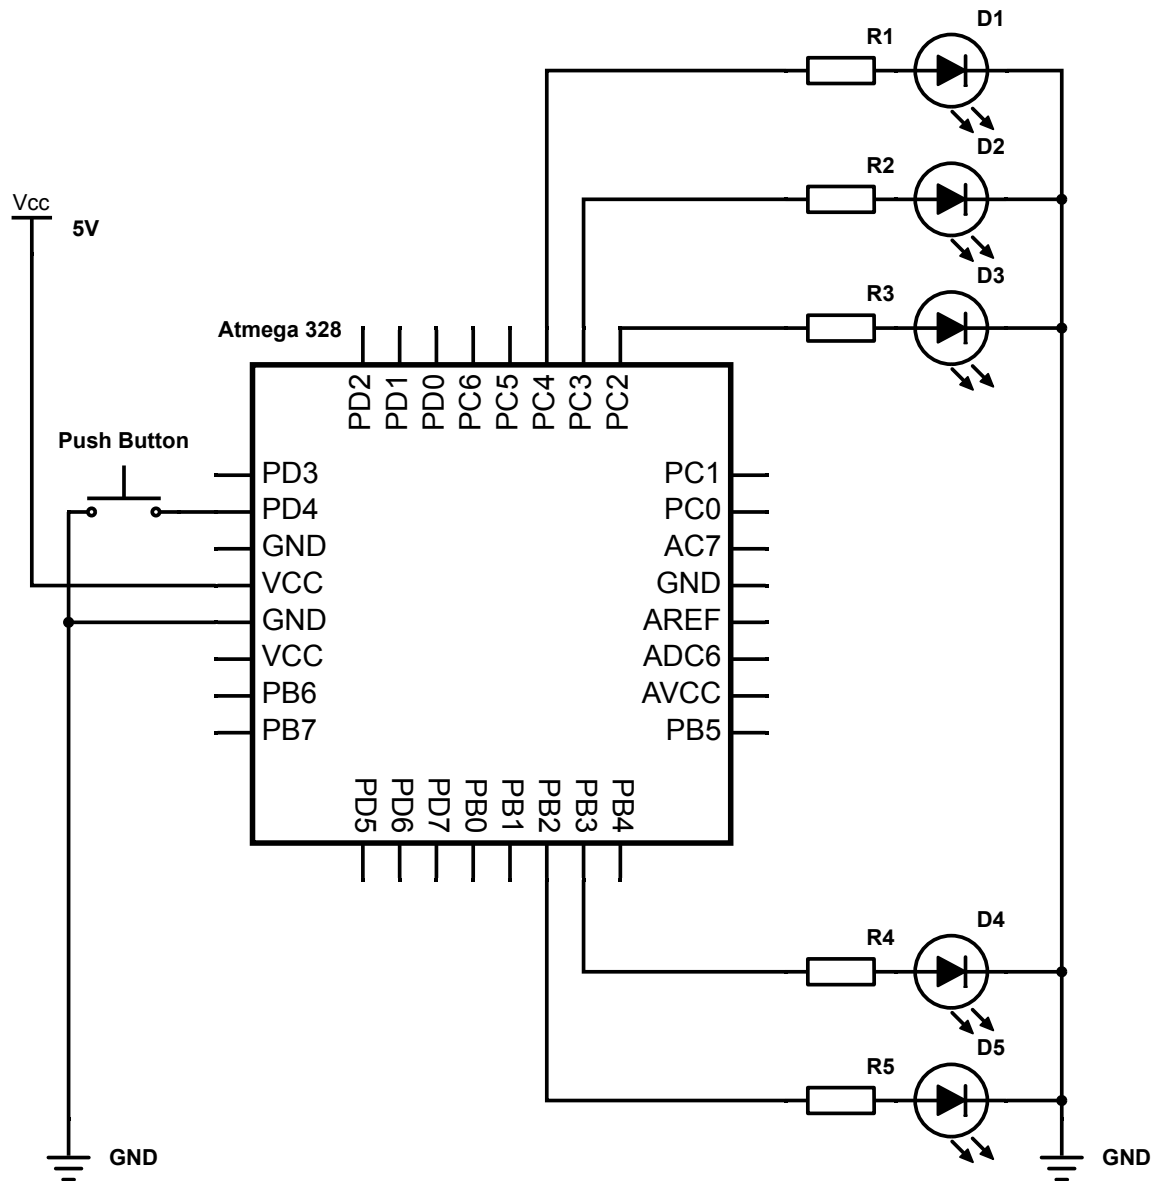 D1
R1
D2
R2
Vcc
5V
D3
R3
Atmega 328
PD2
PD1
PD0
PC6
PC5
PC4
PC3
PC2
Push Button
PD3
PC1
PD4
PC0
GND
AC7
VCC
GND
GND
AREF
VCC
ADC6
PB6
AVCC
PB7
PB5
PD5
PD6
PD7
PB0
PB1
PB2
PB3
PB4
D4
R4
D5
R5
GND
GND